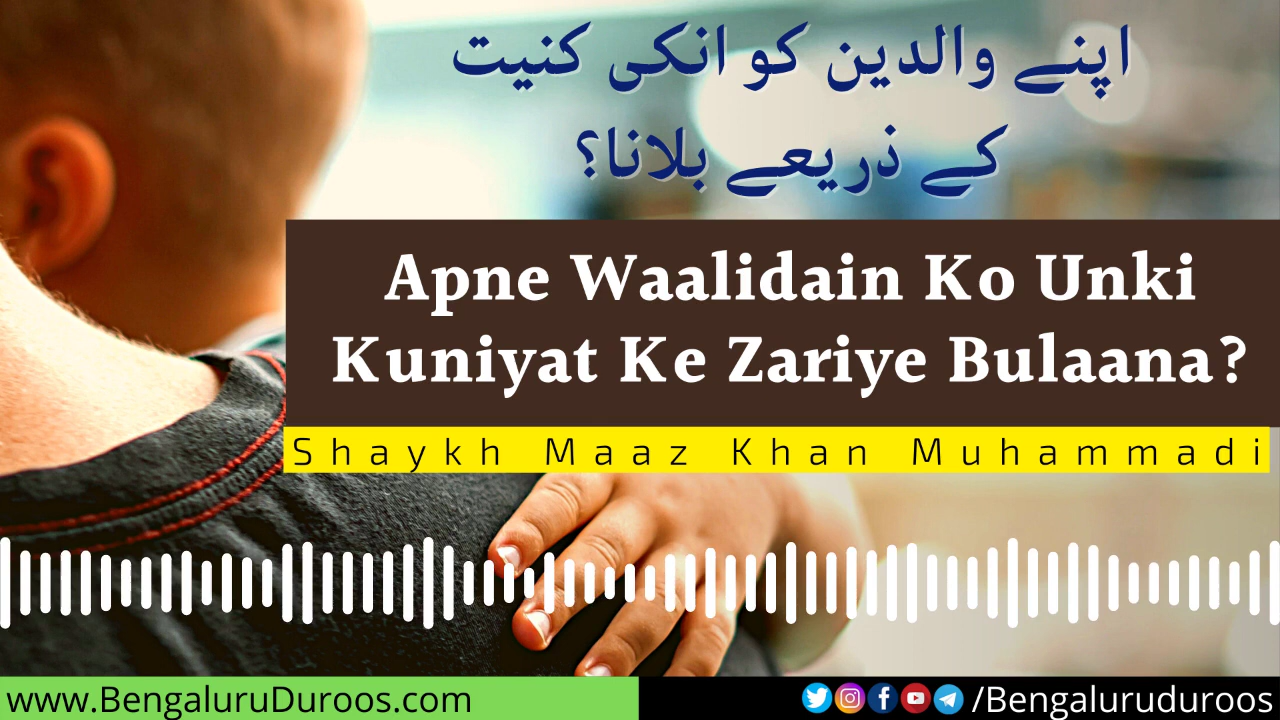 اپنے والدین کو انکی کنیت
کے ذریعے بلانا؟
Apne Waalidain Ko Unki
Kuniyat Ke Zariye Bulaana?
Shaykh Maaz Khan Muhammadi
www.BengaluruDuroos.com
/Bengaluruduroos